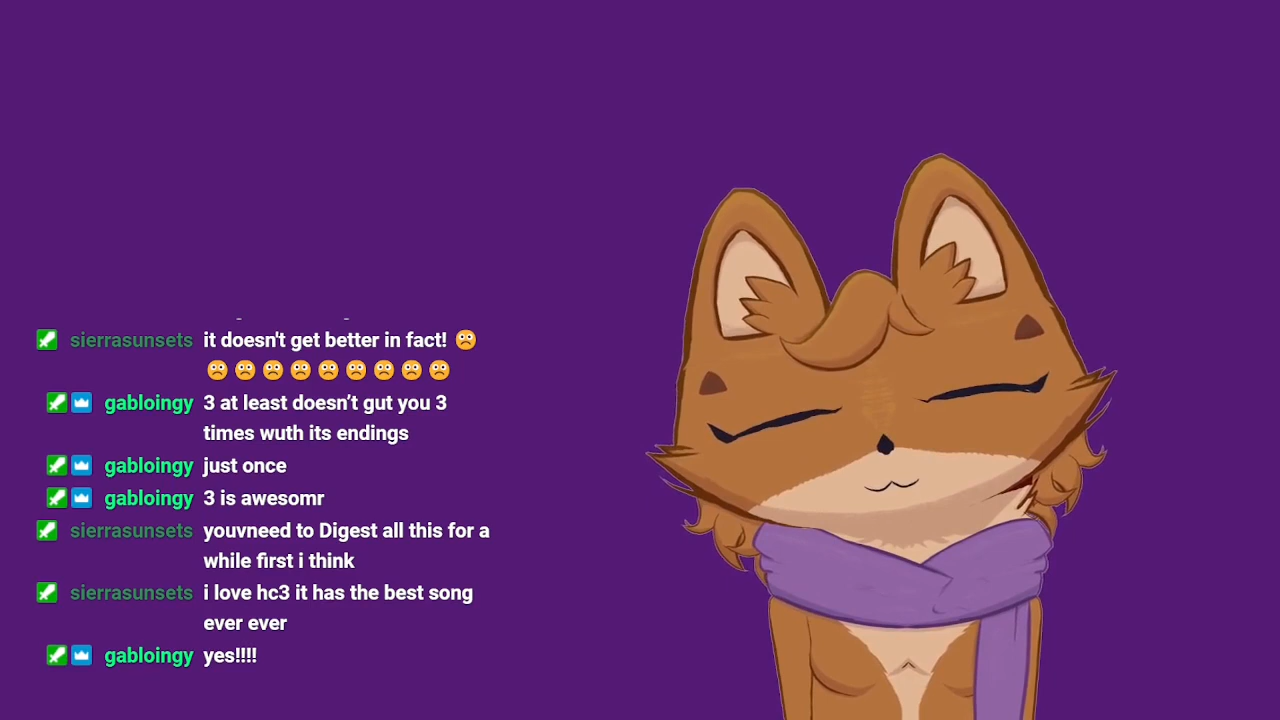 sierrasunsets it doesn't get better in fact! 🙁
🙁🙁🙁🙁🙁🙁🙁🙁🙁
gabloingy 3 at least doesn’t gut you 3
times wuth its endings
gabloingy just once
gabloingy 3 is awesomr
sierrasunsets youvneed to Digest all this for a
while first i think
sierrasunsets i love hc3 it has the best song
ever ever
gabloingy yes!!!!